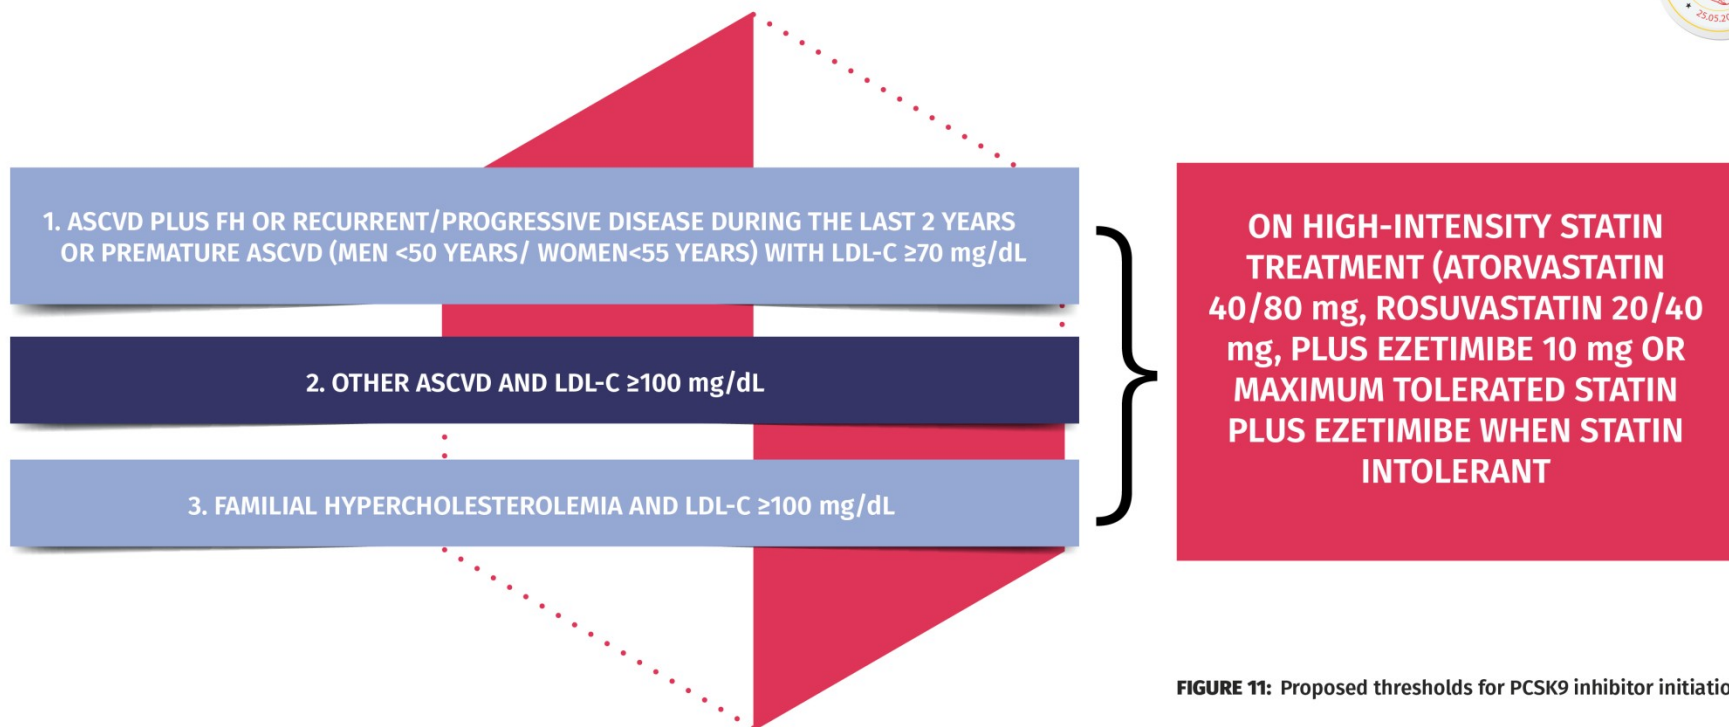 1. ASCVD PLUS FH OR RECURRENT/PROGRESSIVE DISEASE DURING THE LAST 2 YEARS
OR PREMATURE ASCVD (MEN <50 YEARS/ WOMEN<55 YEARS) WITH LDL-C ≥70 mg/dL
2. OTHER ASCVD AND LDL-C ≥100 mg/dL
3. FAMILIAL HYPERCHOLESTEROLEMIA AND LDL-C ≥100 mg/dL
ON HIGH-INTENSITY STATIN
TREATMENT (ATORVASTATIN
40/80 mg, ROSUVASTATIN 20/40
mg, PLUS EZETIMIBE 10 mg OR
MAXIMUM TOLERATED STATIN
PLUS EZETIMIBE WHEN STATIN
INTOLERANT
FIGURE 11: Proposed thresholds for PCSK9 inhibitor